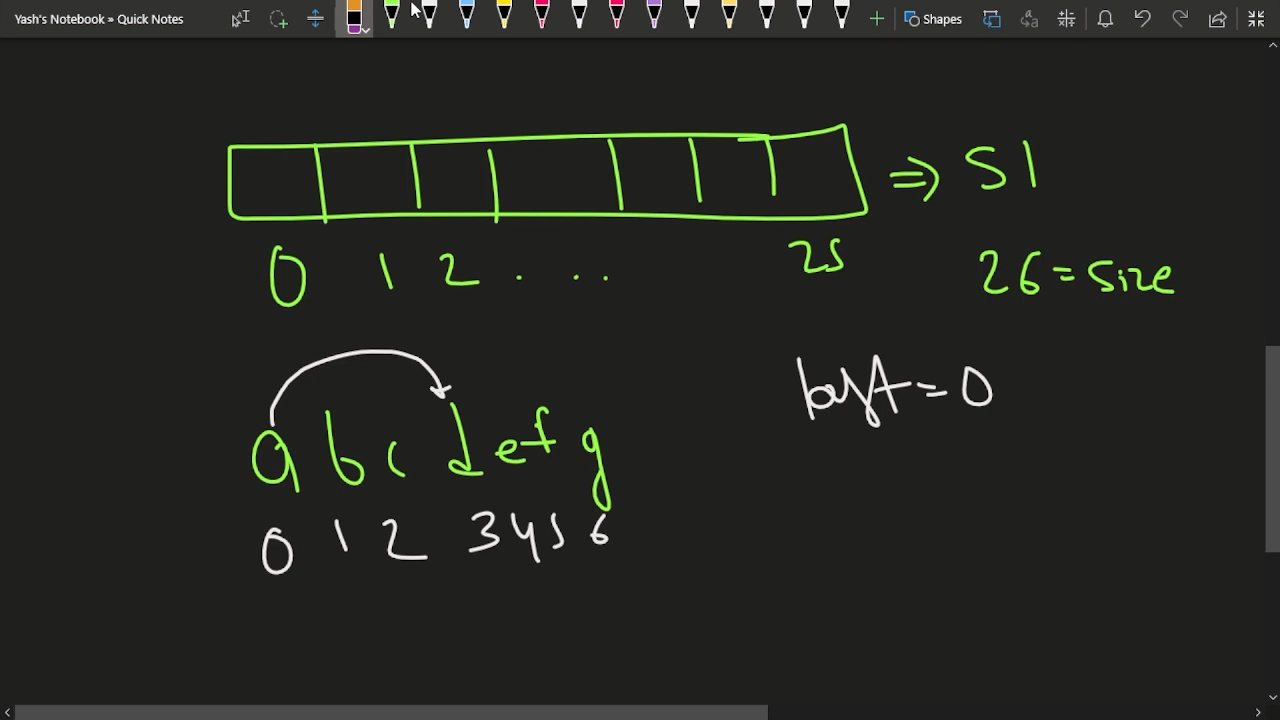 Yash's Notebook » Quick Notes
Shapes
⇒ S1
0 1 2 . . . 25
26 = size
= 0
a b c d e f g
0 1 2 3 4 5 6